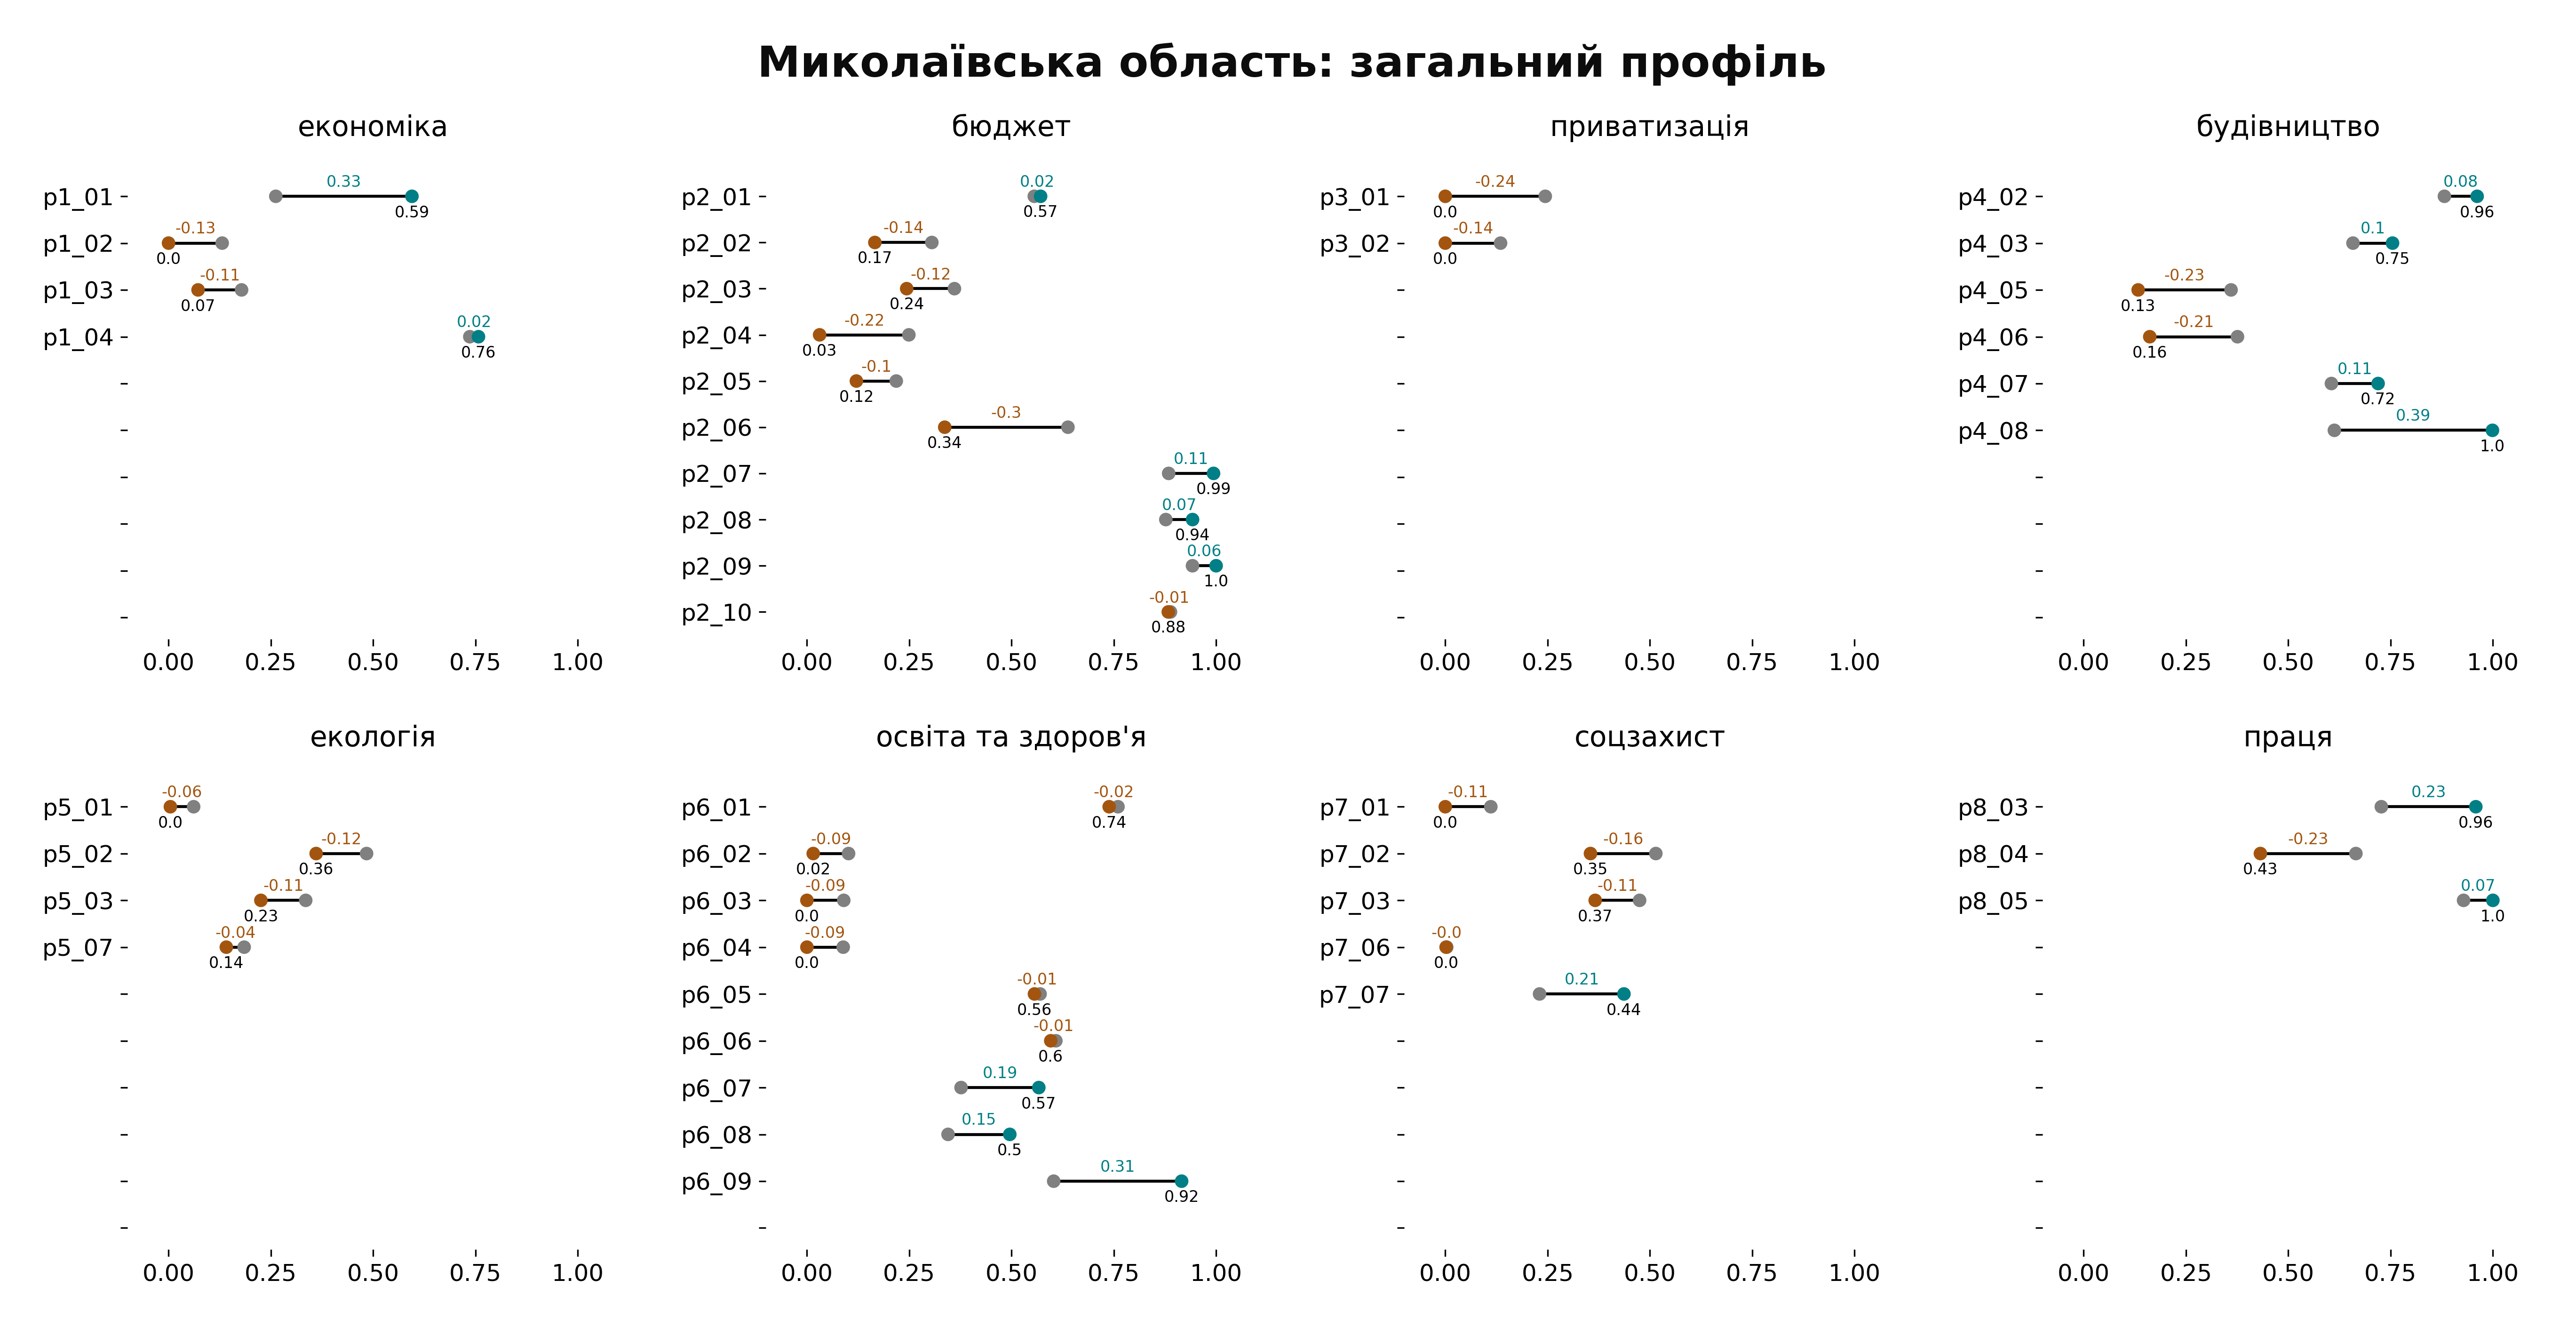 Миколаївська область: загальний профіль
економіка
p1_01
0.33
0.59
p1_02
-0.13
0.0
p1_03
-0.11
0.07
p1_04
0.02
0.76
0.00 0.25 0.50 0.75 1.00
бюджет
p2_01
0.02
0.57
p2_02
-0.14
0.17
p2_03
-0.12
0.24
p2_04
-0.22
0.03
p2_05
-0.1
0.12
p2_06
-0.3
0.34
p2_07
0.11
0.99
p2_08
0.07
0.94
p2_09
0.06
1.0
p2_10
-0.01
0.88
0.00 0.25 0.50 0.75 1.00
приватизація
p3_01
-0.24
0.0
p3_02
-0.14
0.0
0.00 0.25 0.50 0.75 1.00
будівництво
p4_02
0.08
0.96
p4_03
0.1
0.75
p4_05
-0.23
0.13
p4_06
-0.21
0.16
p4_07
0.11
0.72
p4_08
0.39
1.0
0.00 0.25 0.50 0.75 1.00
екологія
p5_01
-0.06
0.0
p5_02
-0.12
0.36
p5_03
-0.11
0.23
p5_07
-0.04
0.14
0.00 0.25 0.50 0.75 1.00
освіта та здоров'я
p6_01
-0.02
0.74
p6_02
-0.09
0.02
p6_03
-0.09
0.0
p6_04
-0.09
0.0
p6_05
-0.01
0.56
p6_06
-0.01
0.6
p6_07
0.19
0.57
p6_08
0.15
0.5
p6_09
0.31
0.92
0.00 0.25 0.50 0.75 1.00
соцзахист
p7_01
-0.11
0.0
p7_02
-0.16
0.35
p7_03
-0.11
0.37
p7_06
-0.0
0.0
p7_07
0.21
0.44
0.00 0.25 0.50 0.75 1.00
праця
p8_03
0.23
0.96
p8_04
-0.23
0.43
p8_05
0.07
1.0
0.00 0.25 0.50 0.75 1.00